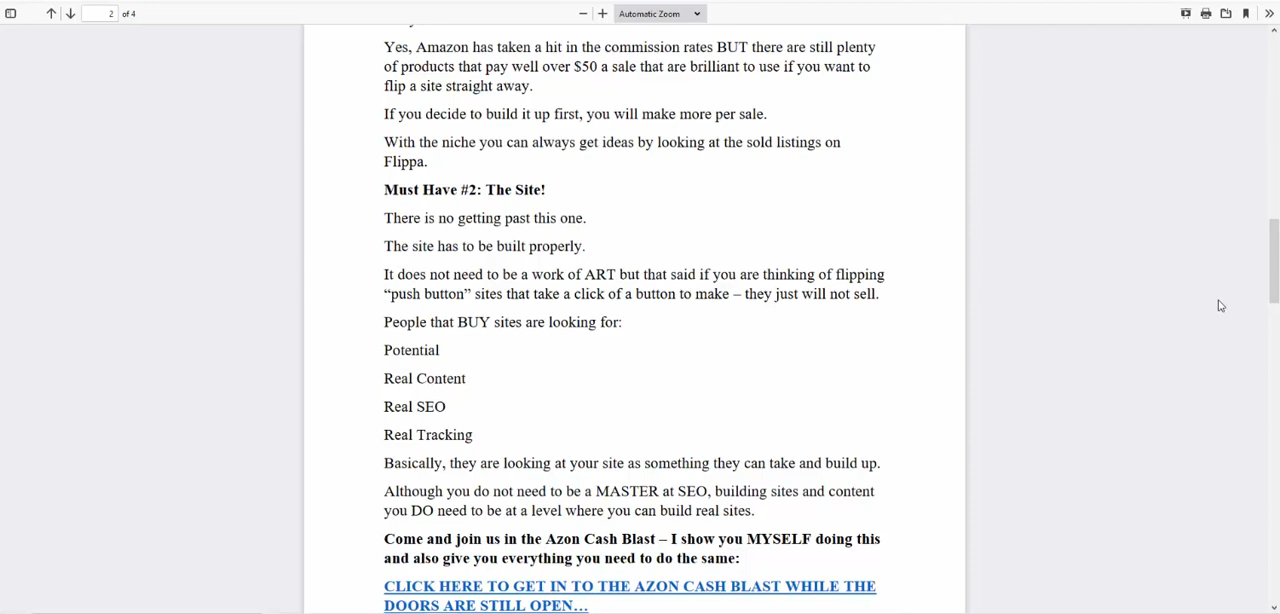 2 of 4
Automatic Zoom
Yes, Amazon has taken a hit in the commission rates BUT there are still plenty
of products that pay well over $50 a sale that are brilliant to use if you want to
flip a site straight away.
If you decide to build it up first, you will make more per sale.
With the niche you can always get ideas by looking at the sold listings on
Flippa.
Must Have #2: The Site!
There is no getting past this one.
The site has to be built properly.
It does not need to be a work of ART but that said if you are thinking of flipping
“push button” sites that take a click of a button to make – they just will not sell.
People that BUY sites are looking for:
Potential
Real Content
Real SEO
Real Tracking
Basically, they are looking at your site as something they can take and build up.
Although you do not need to be a MASTER at SEO, building sites and content
you DO need to be at a level where you can build real sites.
Come and join us in the Azon Cash Blast – I show you MYSELF doing this
and also give you everything you need to do the same:
CLICK HERE TO GET IN TO THE AZON CASH BLAST WHILE THE
DOORS ARE STILL OPEN…